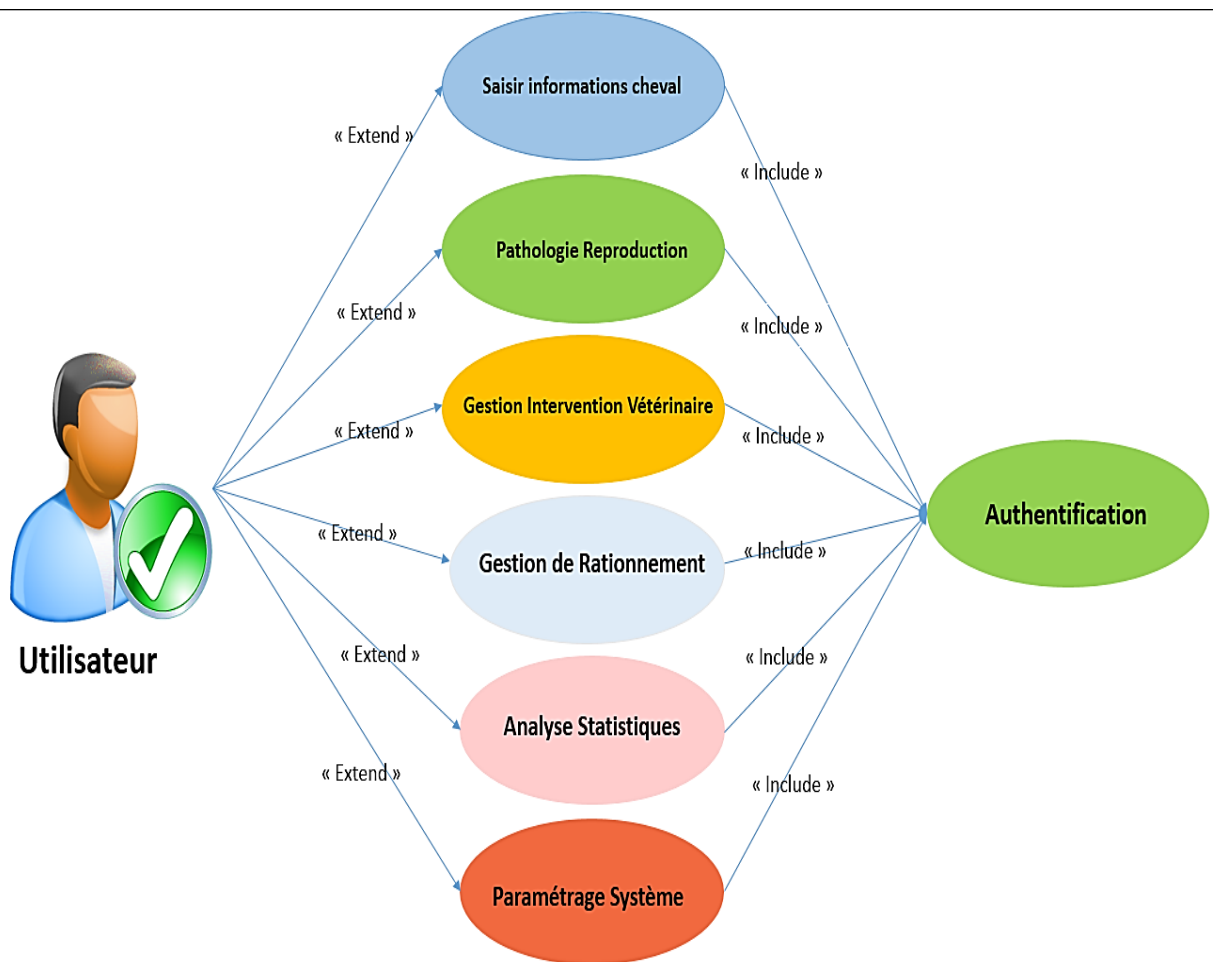 Saisir informations cheval
« Extend »
« Include »
Pathologie Reproduction
« Extend »
« Include »
Gestion Intervention Vétérinaire
« Extend »
« Include »
Authentification
« Extend »
Gestion de Rationnement
« Include »
Utilisateur
« Extend »
« Include »
Analyse Statistiques
« Extend »
« Include »
Paramétrage Système